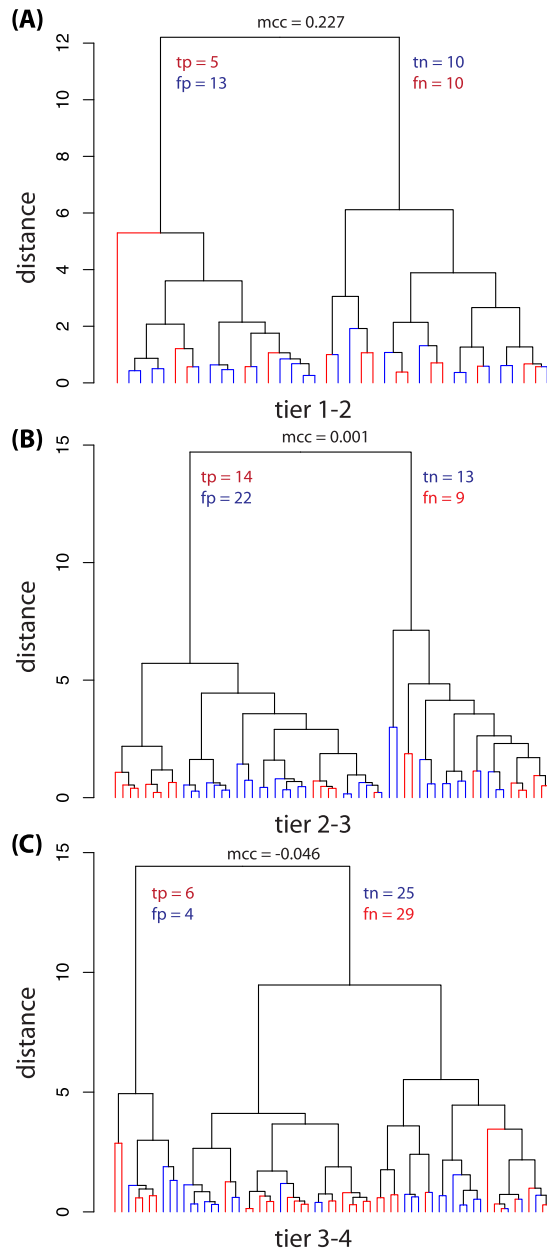 (A)
mcc = 0.227
tp = 5
fp = 13
tn = 10
fn = 10
distance
0 2 4 6 8 10 12
tier 1-2
(B)
mcc = 0.001
tp = 14
fp = 22
tn = 13
fn = 9
distance
0 5 10 15
tier 2-3
(C)
mcc = -0.046
tp = 6
fp = 4
tn = 25
fn = 29
distance
0 5 10 15
tier 3-4